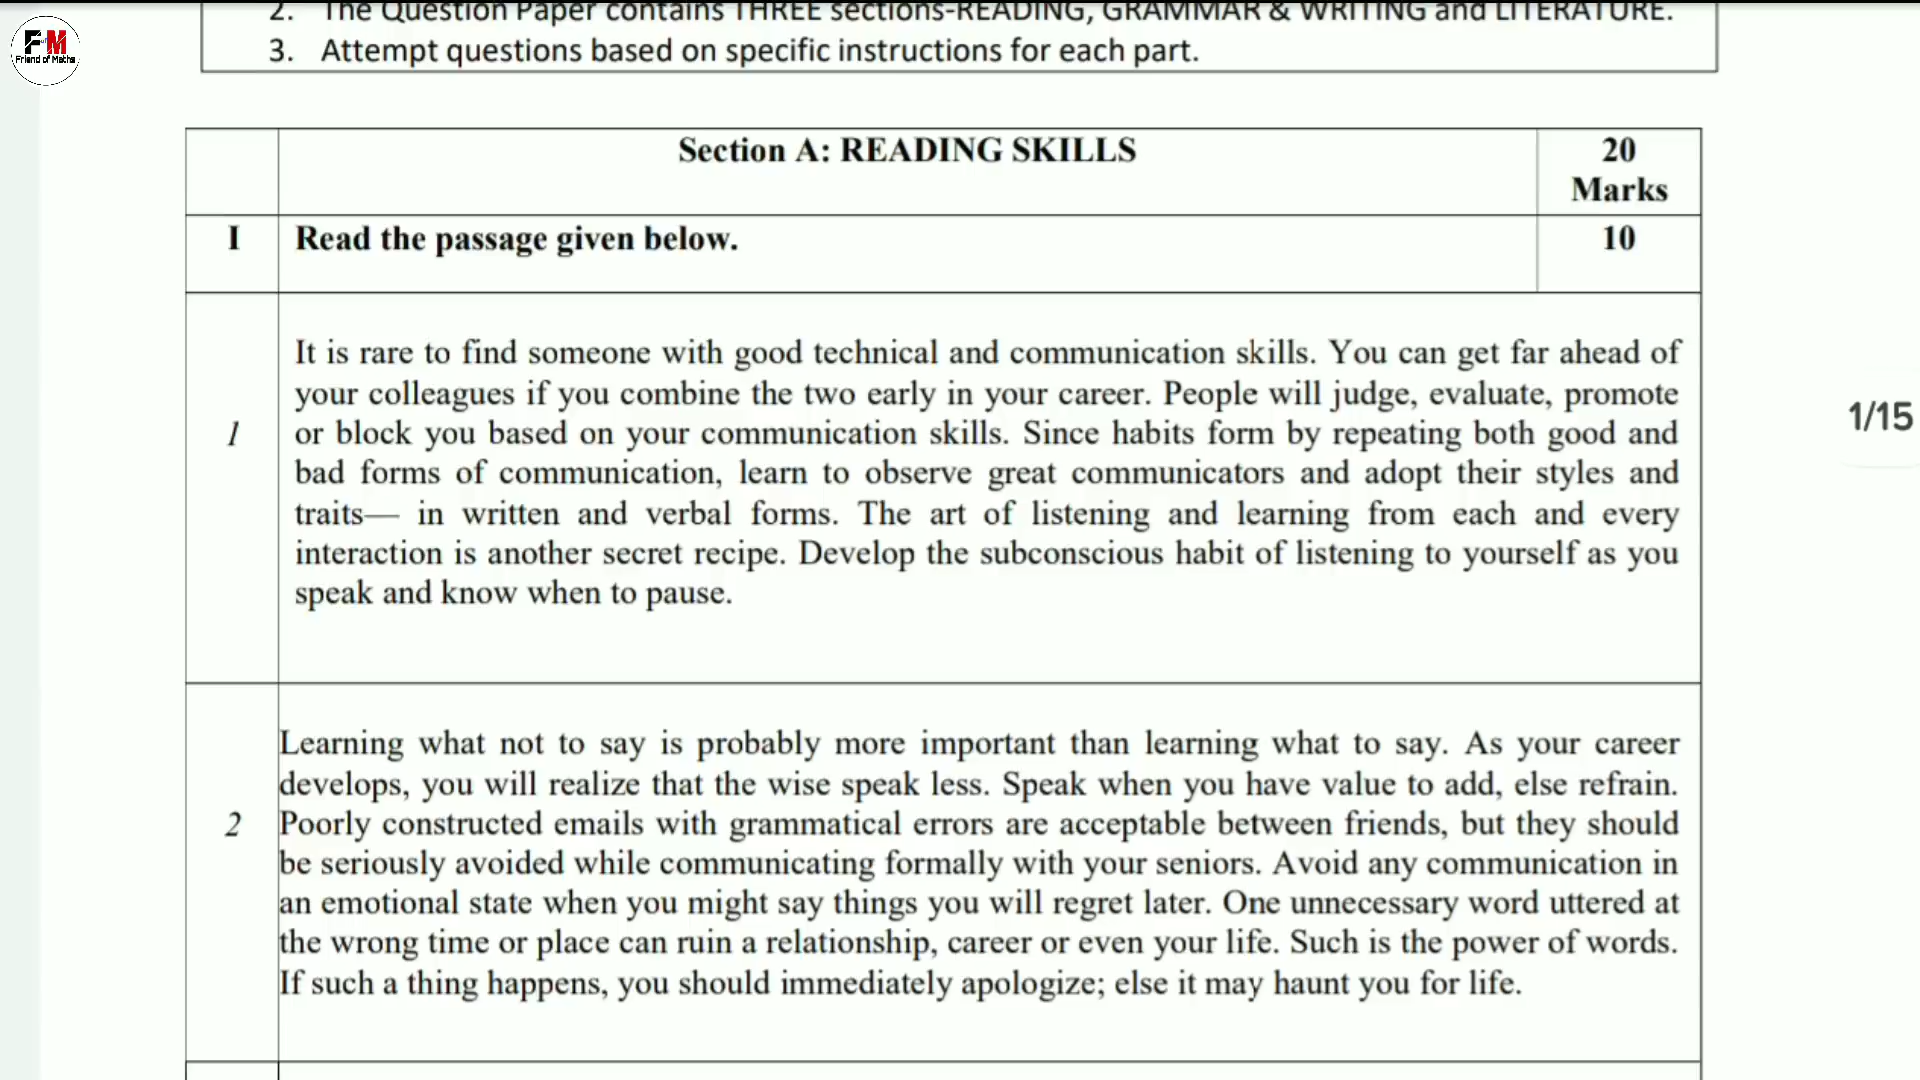 2. The Question Paper contains THREE sections-READING, GRAMMAR & WRITING and LITERATURE.
FM
Friend of Maths
3. Attempt questions based on specific instructions for each part.
Section A: READING SKILLS
20
Marks
I Read the passage given below. 10
It is rare to find someone with good technical and communication skills. You can get far ahead of
your colleagues if you combine the two early in your career. People will judge, evaluate, promote
1/15
1 or block you based on your communication skills. Since habits form by repeating both good and
bad forms of communication, learn to observe great communicators and adopt their styles and
traits— in written and verbal forms. The art of listening and learning from each and every
interaction is another secret recipe. Develop the subconscious habit of listening to yourself as you
speak and know when to pause.
Learning what not to say is probably more important than learning what to say. As your career
develops, you will realize that the wise speak less. Speak when you have value to add, else refrain.
2 Poorly constructed emails with grammatical errors are acceptable between friends, but they should
be seriously avoided while communicating formally with your seniors. Avoid any communication in
an emotional state when you might say things you will regret later. One unnecessary word uttered at
the wrong time or place can ruin a relationship, career or even your life. Such is the power of words.
If such a thing happens, you should immediately apologize; else it may haunt you for life.